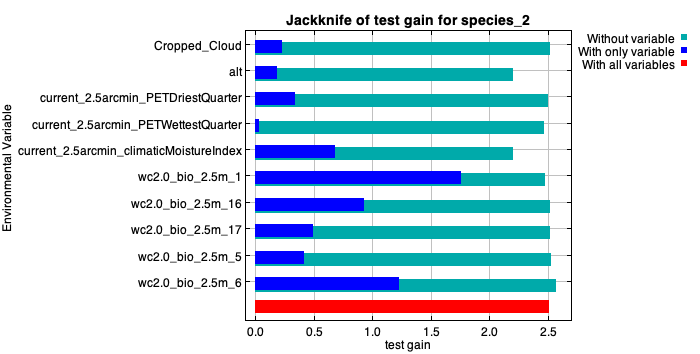 Jackknife of test gain for species_2
Without variable
With only variable
With all variables
Environmental Variable
Cropped_Cloud
alt
current_2.5arcmin_PETDriestQuarter
current_2.5arcmin_PETWettestQuarter
current_2.5arcmin_climaticMoistureIndex
wc2.0_bio_2.5m_1
wc2.0_bio_2.5m_16
wc2.0_bio_2.5m_17
wc2.0_bio_2.5m_5
wc2.0_bio_2.5m_6
0.0 0.5 1.0 1.5 2.0 2.5
test gain